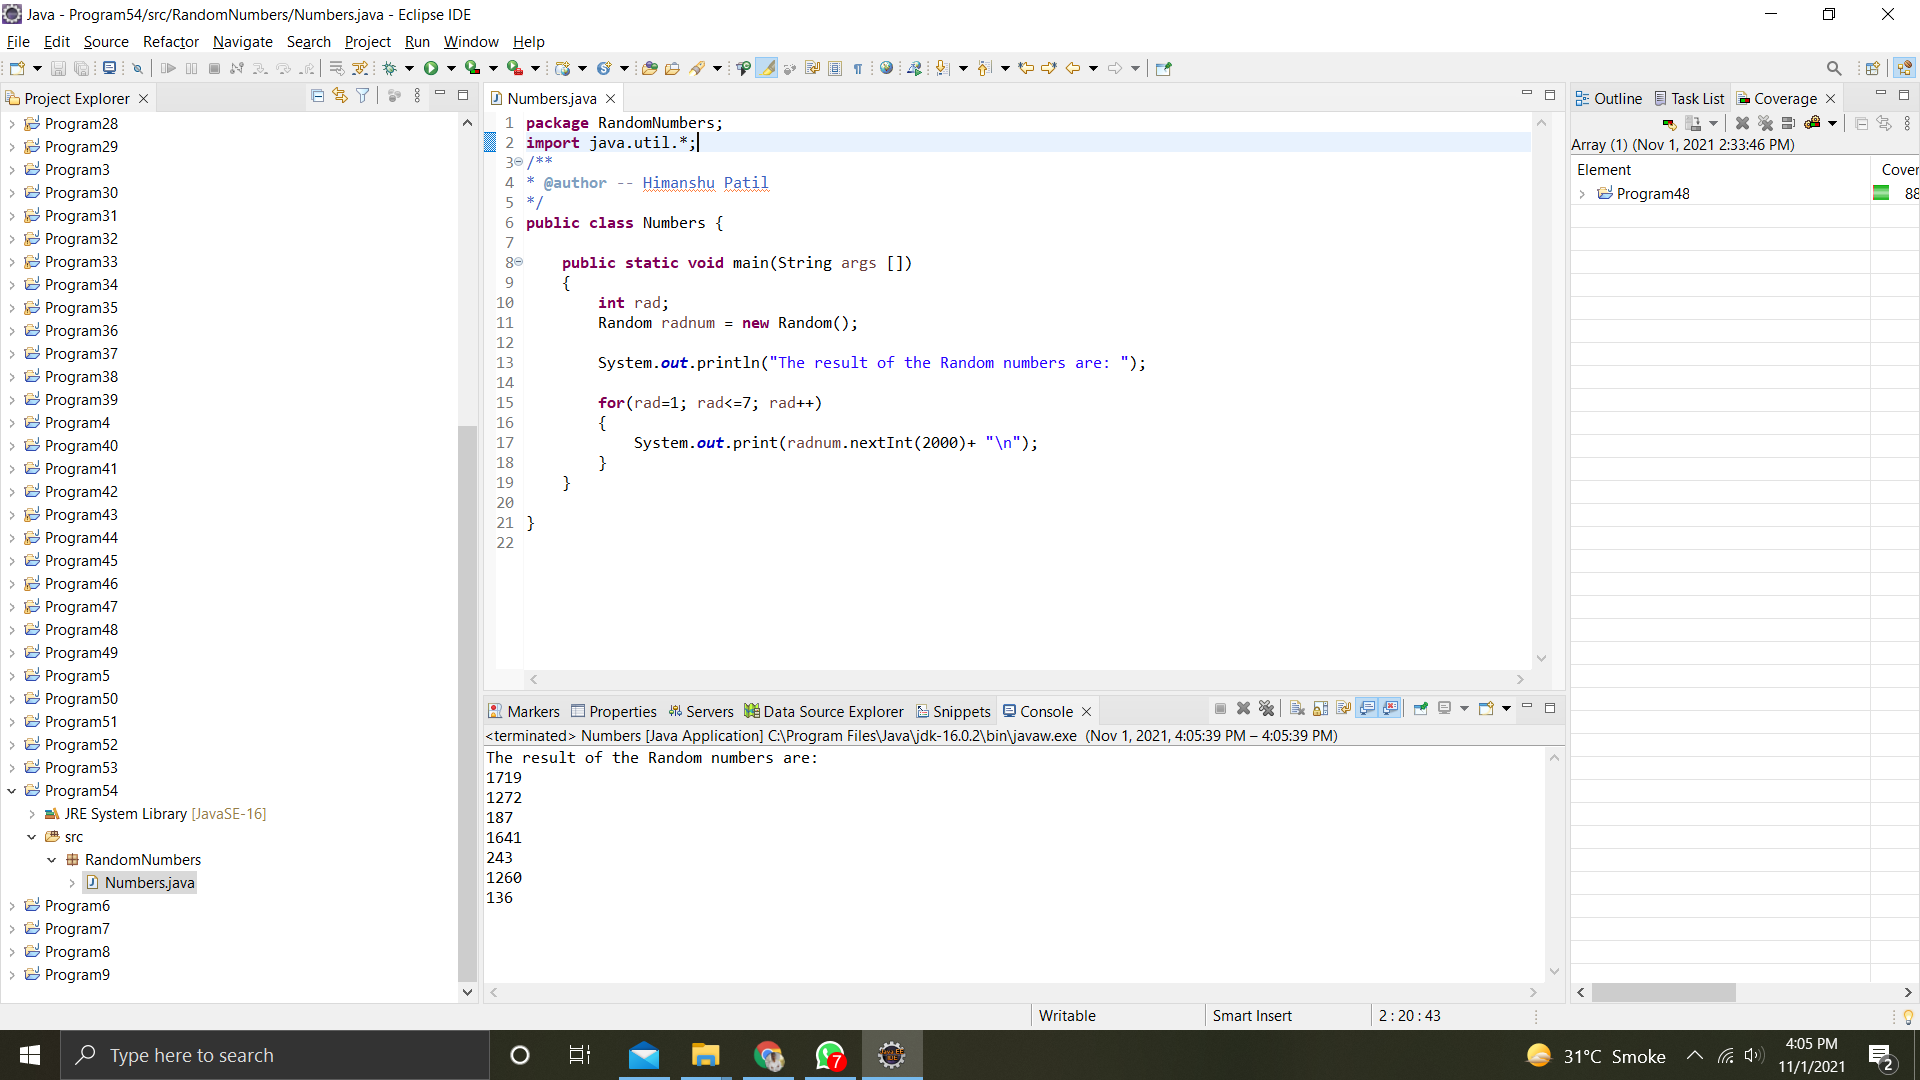 Java - Program54/src/RandomNumbers/Numbers.java - Eclipse IDE
File Edit Source Refactor Navigate Search Project Run Window Help
Project Explorer
Program28
Program29
Program3
Program30
Program31
Program32
Program33
Program34
Program35
Program36
Program37
Program38
Program39
Program4
Program40
Program41
Program42
Program43
Program44
Program45
Program46
Program47
Program48
Program49
Program5
Program50
Program51
Program52
Program53
Program54
JRE System Library [JavaSE-16]
src
RandomNumbers
Numbers.java
Program6
Program7
Program8
Program9
Numbers.java
1 package RandomNumbers;
2 import java.util.*;
3 /**
4 * @author -- Himanshu Patil
5 */
6 public class Numbers {
7
8 public static void main(String args [])
9 {
10 int rad;
11 Random radnum = new Random();
12
13 System.out.println("The result of the Random numbers are: ");
14
15 for(rad=1; rad<=7; rad++)
16 {
17 System.out.print(radnum.nextInt(2000)+ "\n");
18 }
19 }
20
21 }
22
Markers Properties Servers Data Source Explorer Snippets Console
<terminated> Numbers [Java Application] C:\Program Files\Java\jdk-16.0.2\bin\javaw.exe (Nov 1, 2021, 4:05:39 PM – 4:05:39 PM)
The result of the Random numbers are:
1719
1272
187
1641
243
1260
136
Outline Task List Coverage
Array (1) (Nov 1, 2021 2:33:46 PM)
Element Cover
Program48 88
Writable Smart Insert 2 : 20 : 43
Type here to search
7
31°C Smoke
4:05 PM
11/1/2021
2